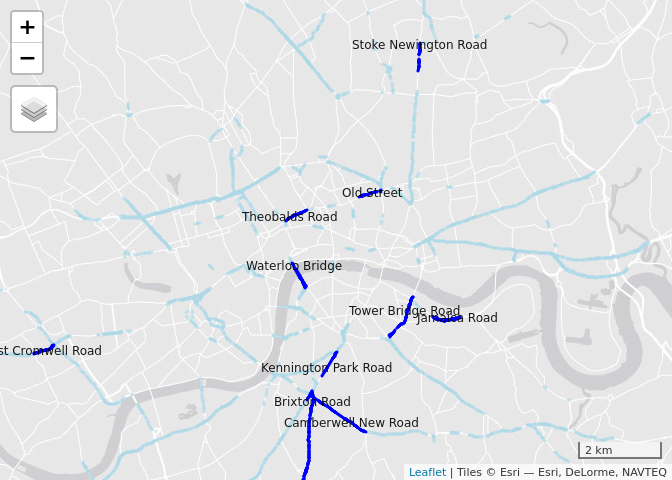 +
Stoke Newington Road
−
Old Street
Theobalds Road
Waterloo Bridge
Tower Bridge Road
Jamaica Road
st Cromwell Road
Kennington Park Road
Brixton Road
Camberwell New Road
2 km
Leaflet | Tiles © Esri — Esri, DeLorme, NAVTEQ